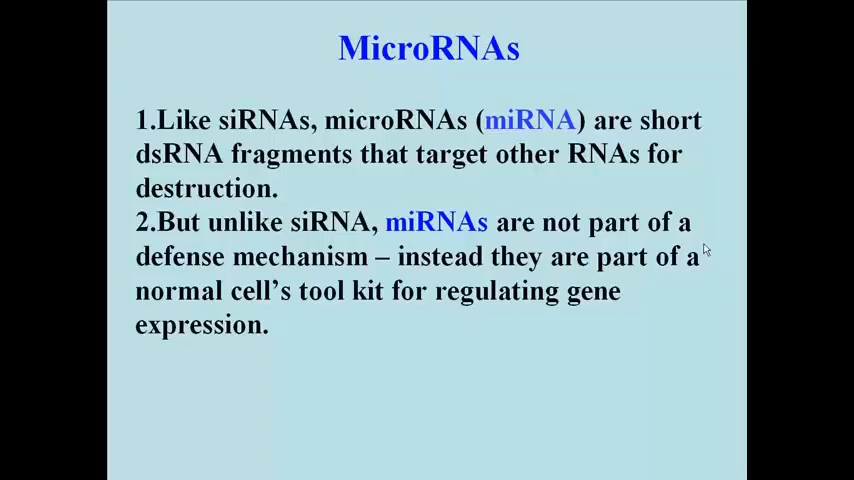 MicroRNAs
1.Like siRNAs, microRNAs (miRNA) are short
dsRNA fragments that target other RNAs for
destruction.
2.But unlike siRNA, miRNAs are not part of a
defense mechanism – instead they are part of a
normal cell's tool kit for regulating gene
expression.